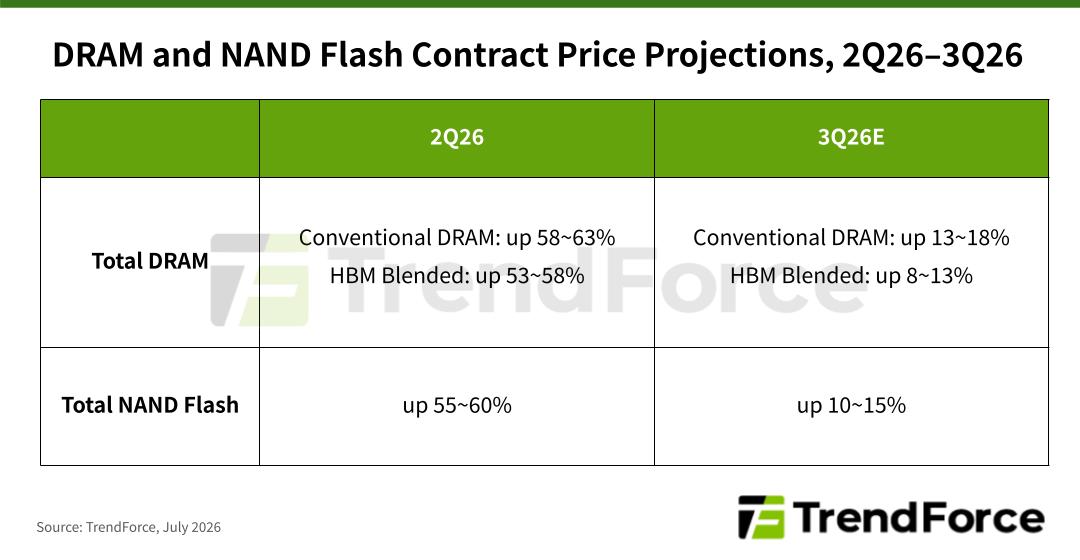 DRAM and NAND Flash Contract Price Projections, 2Q26–3Q26
2Q26
3Q26E
Total DRAM
Conventional DRAM: up 58~63%
HBM Blended: up 53~58%
Conventional DRAM: up 13~18%
HBM Blended: up 8~13%
TrendForce
Total NAND Flash
up 55~60%
up 10~15%
Source: TrendForce, July 2026
TrendForce